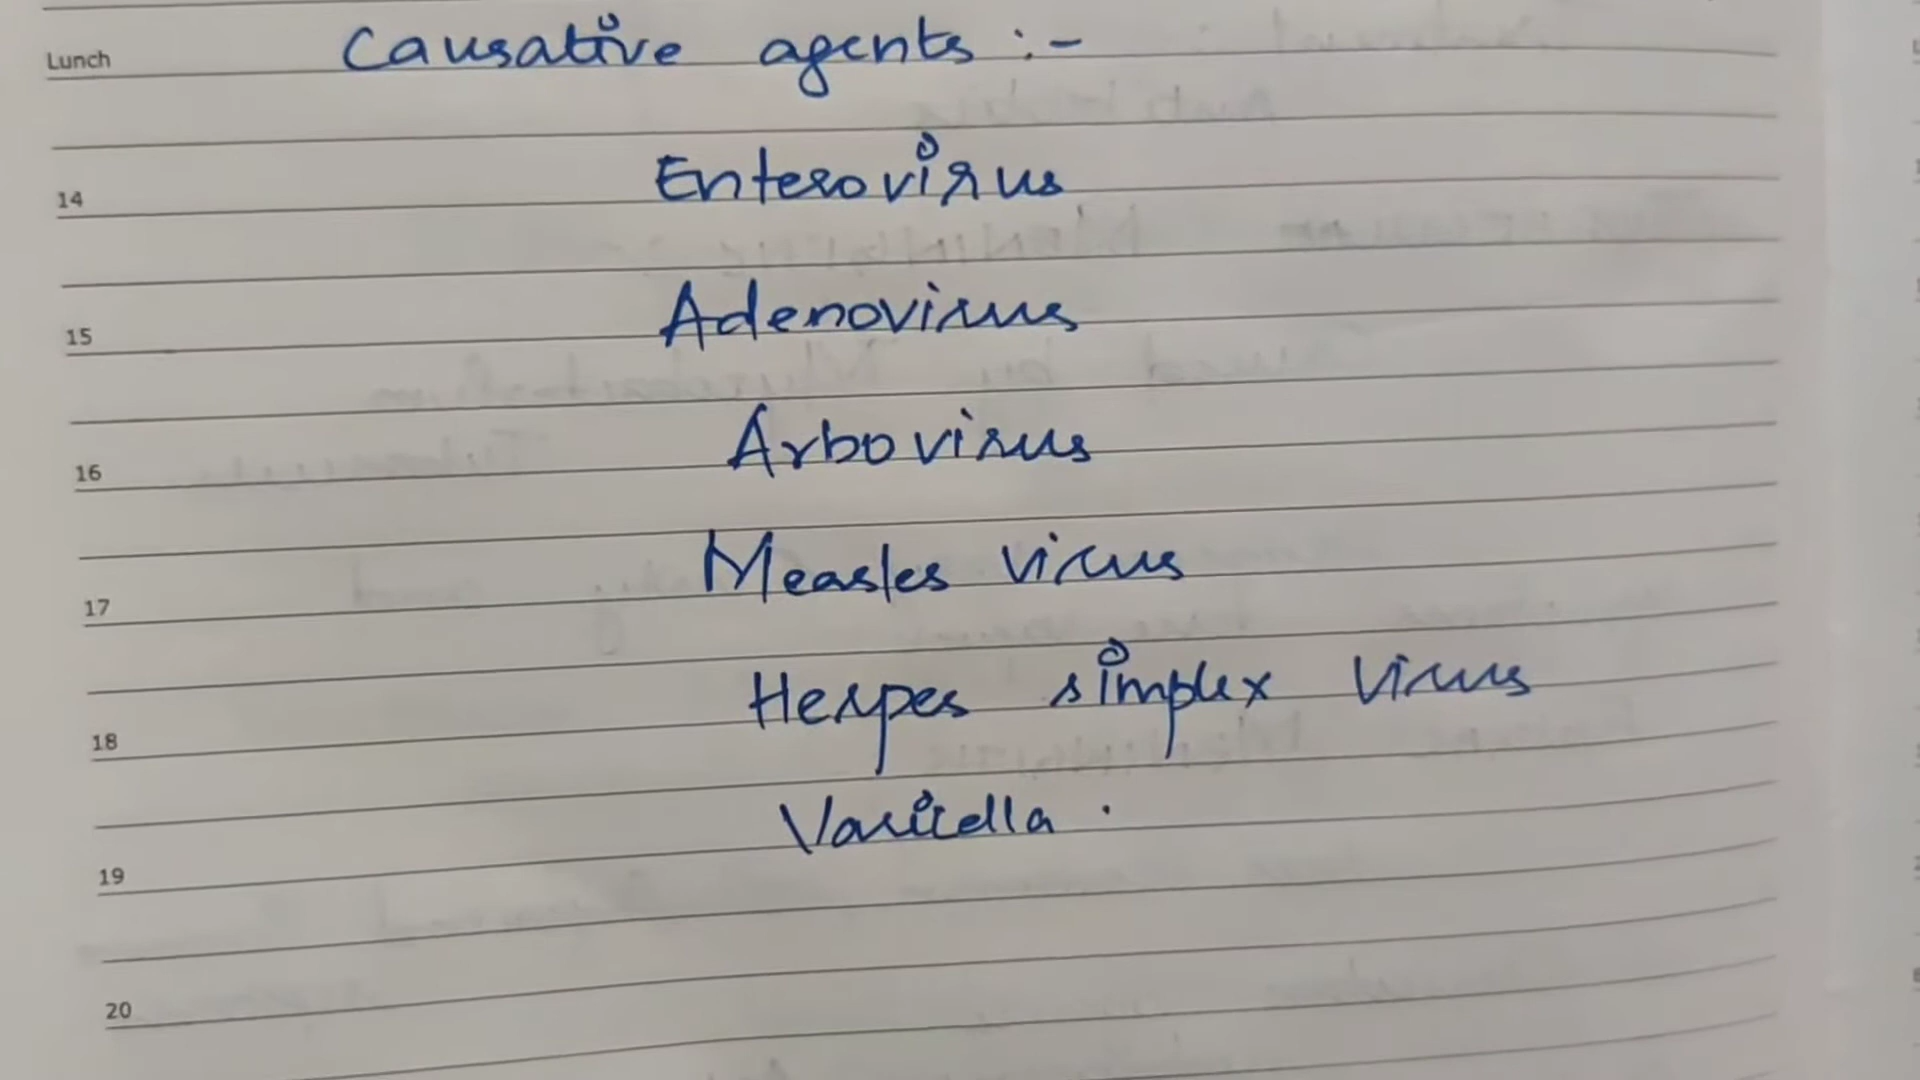 Lunch Causative agents :-
14 Enterovirus
15 Adenovirus
16 Arbovirus
17 Measles virus
18 Herpes simplex virus
19 Varicella .
20